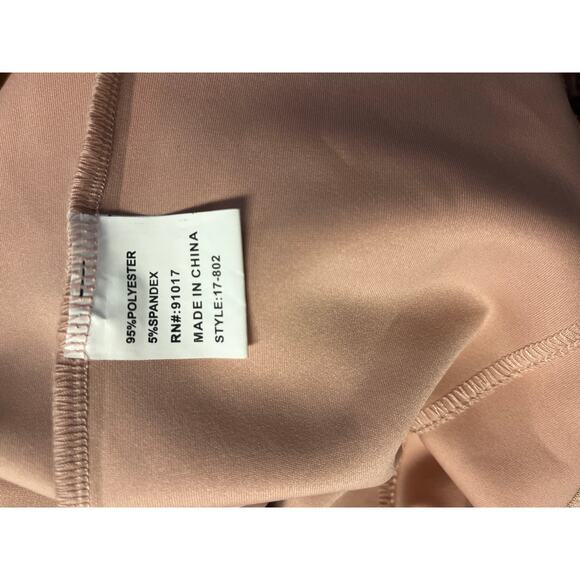 95%POLYESTER
5%SPANDEX
RN#:91017
MADE IN CHINA
STYLE:17-802